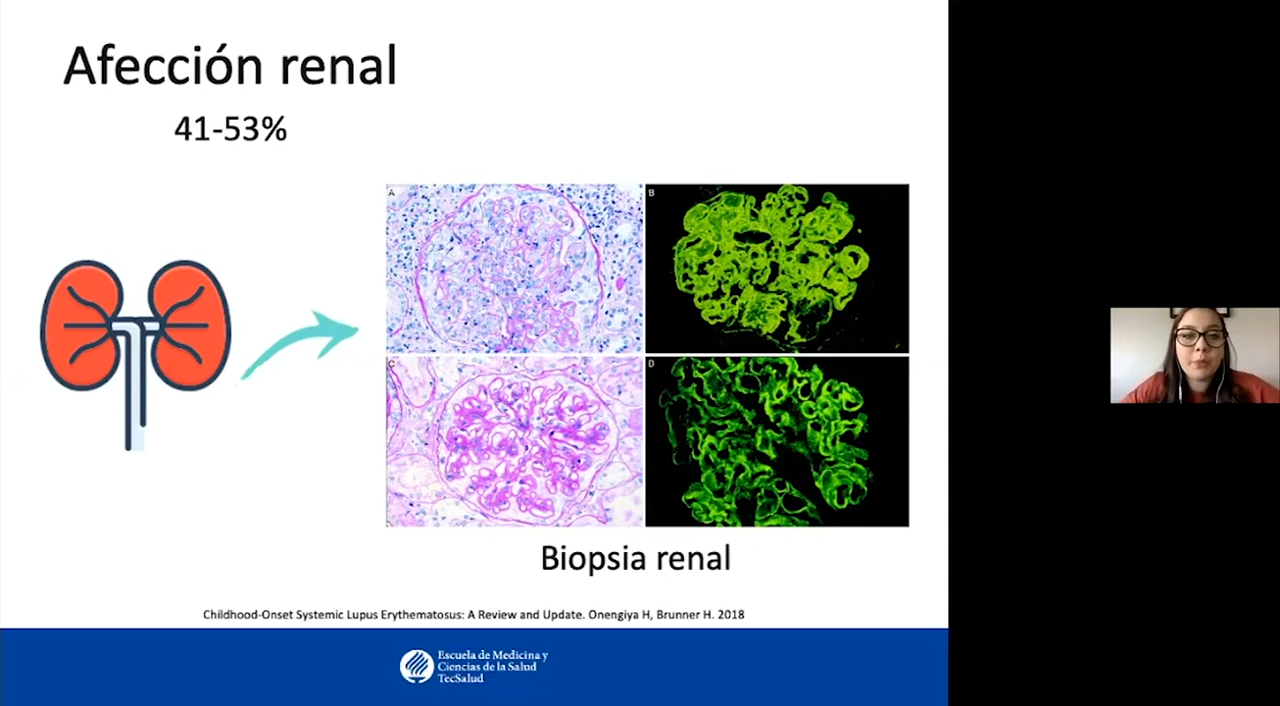 Afección renal
41-53%
A
B
C
D
Biopsia renal
Childhood-Onset Systemic Lupus Erythematosus: A Review and Update. Onengiya H, Brunner H. 2018
Escuela de Medicina y
Ciencias de la Salud
TecSalud